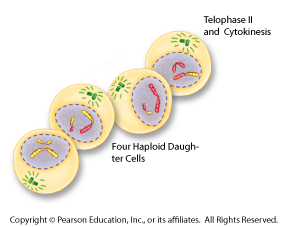 Telophase II
and Cytokinesis
Four Haploid Daugh-
ter Cells
Copyright © Pearson Education, Inc., or its affiliates. All Rights Reserved.